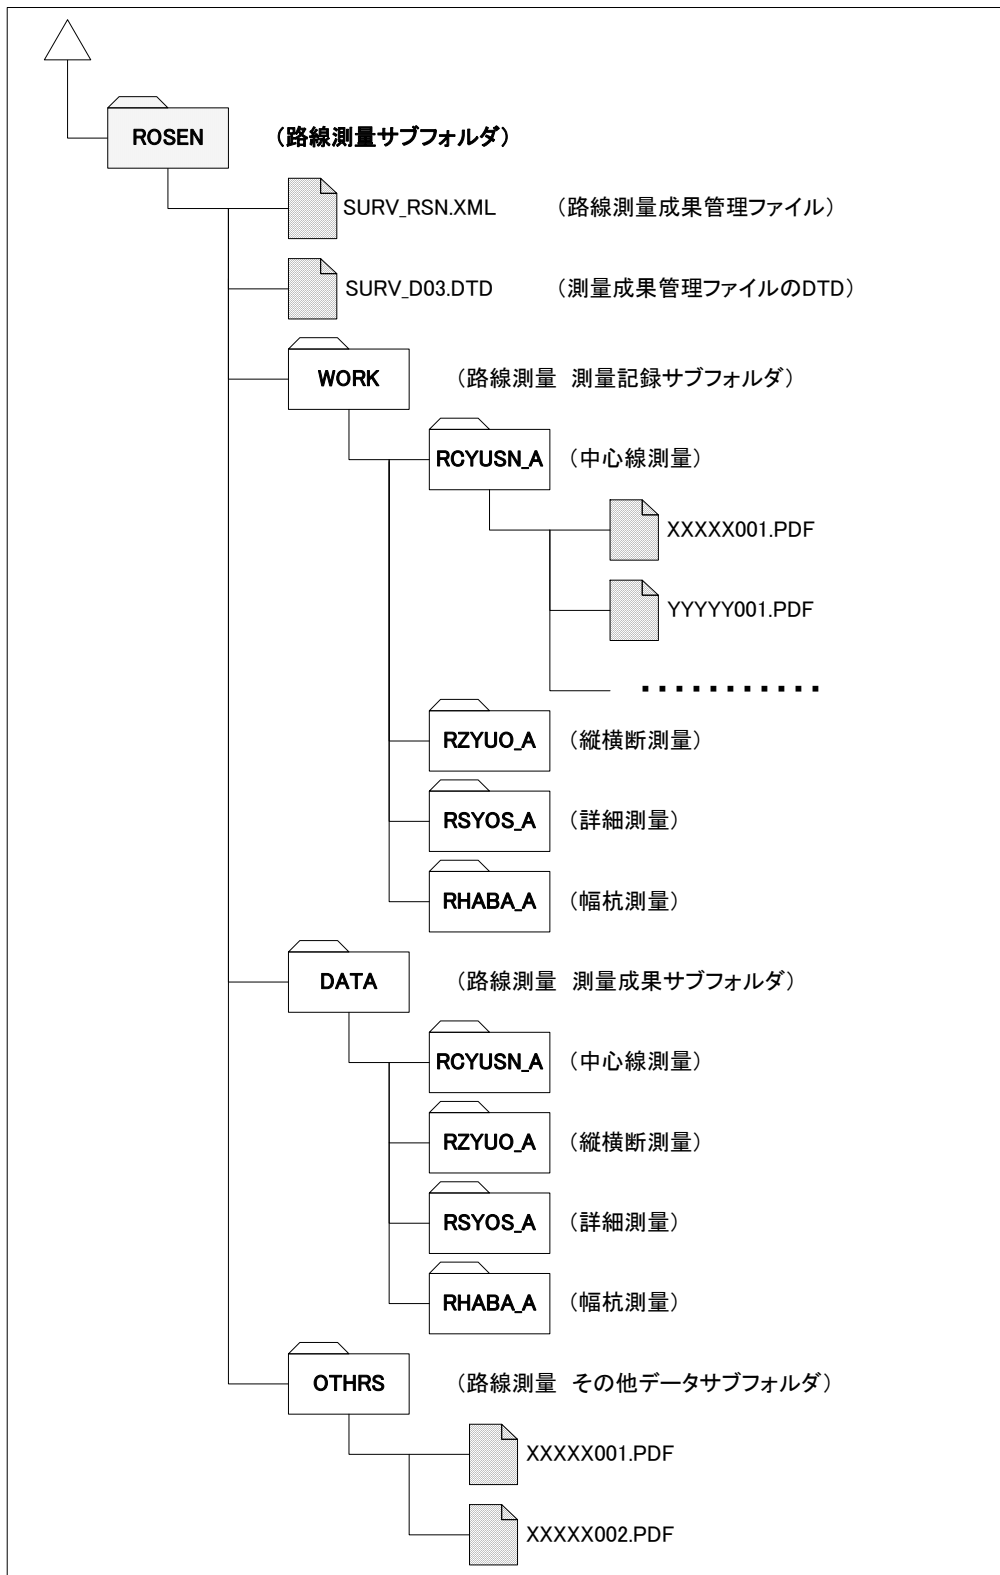 ROSEN （路線測量サブフォルダ）
SURV_RSN.XML （路線測量成果管理ファイル）
SURV_D03.DTD （測量成果管理ファイルのDTD）
WORK （路線測量 測量記録サブフォルダ）
RCYUSN_A （中心線測量）
XXXXX001.PDF
YYYYY001.PDF
･･･････････
RZYUO_A （縦横断測量）
RSYOS_A （詳細測量）
RHABA_A （幅杭測量）
DATA （路線測量 測量成果サブフォルダ）
RCYUSN_A （中心線測量）
RZYUO_A （縦横断測量）
RSYOS_A （詳細測量）
RHABA_A （幅杭測量）
OTHRS （路線測量 その他データサブフォルダ）
XXXXX001.PDF
XXXXX002.PDF